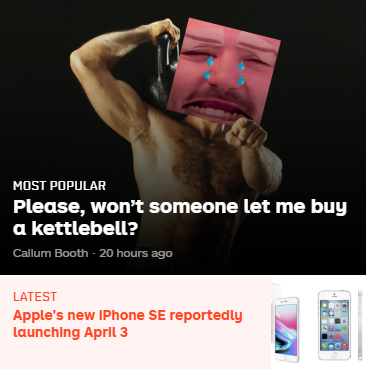 MOST POPULAR
Please, won't someone let me buy
a kettlebell?
Callum Booth · 20 hours ago
LATEST
Apple's new iPhone SE reportedly
launching April 3